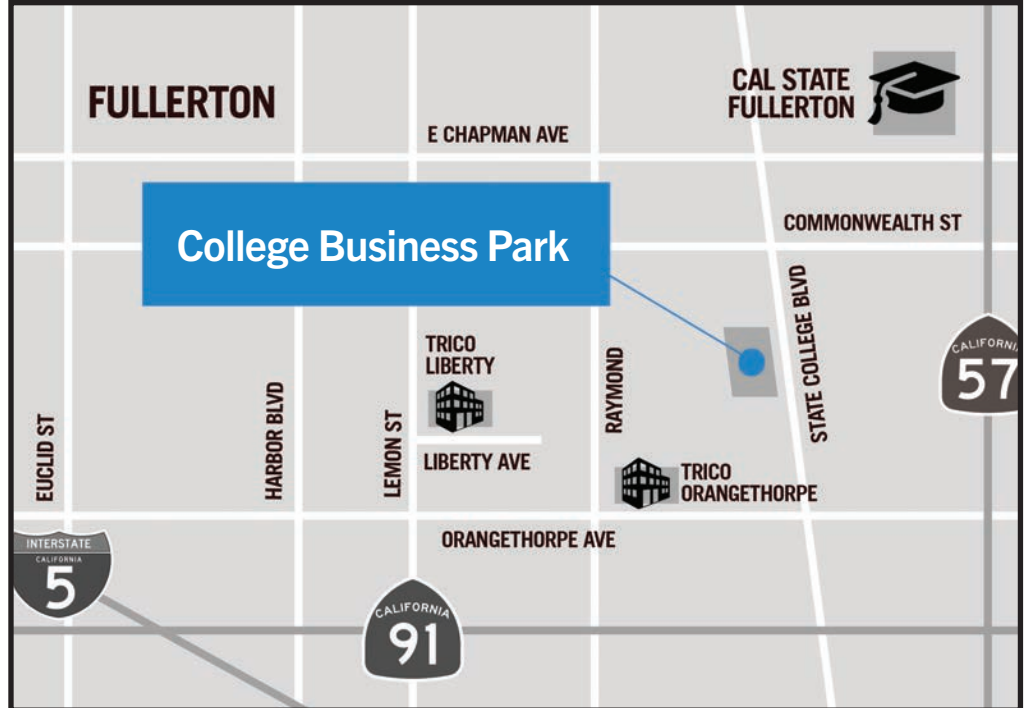 FULLERTON
CAL STATE
FULLERTON
E CHAPMAN AVE
COMMONWEALTH ST
College Business Park
TRICO
LIBERTY
RAYMOND
STATE COLLEGE BLVD
CALIFORNIA
57
EUCLID ST
HARBOR BLVD
LEMON ST
LIBERTY AVE
TRICO
ORANGETHORPE
ORANGETHORPE AVE
INTERSTATE
CALIFORNIA
5
CALIFORNIA
91